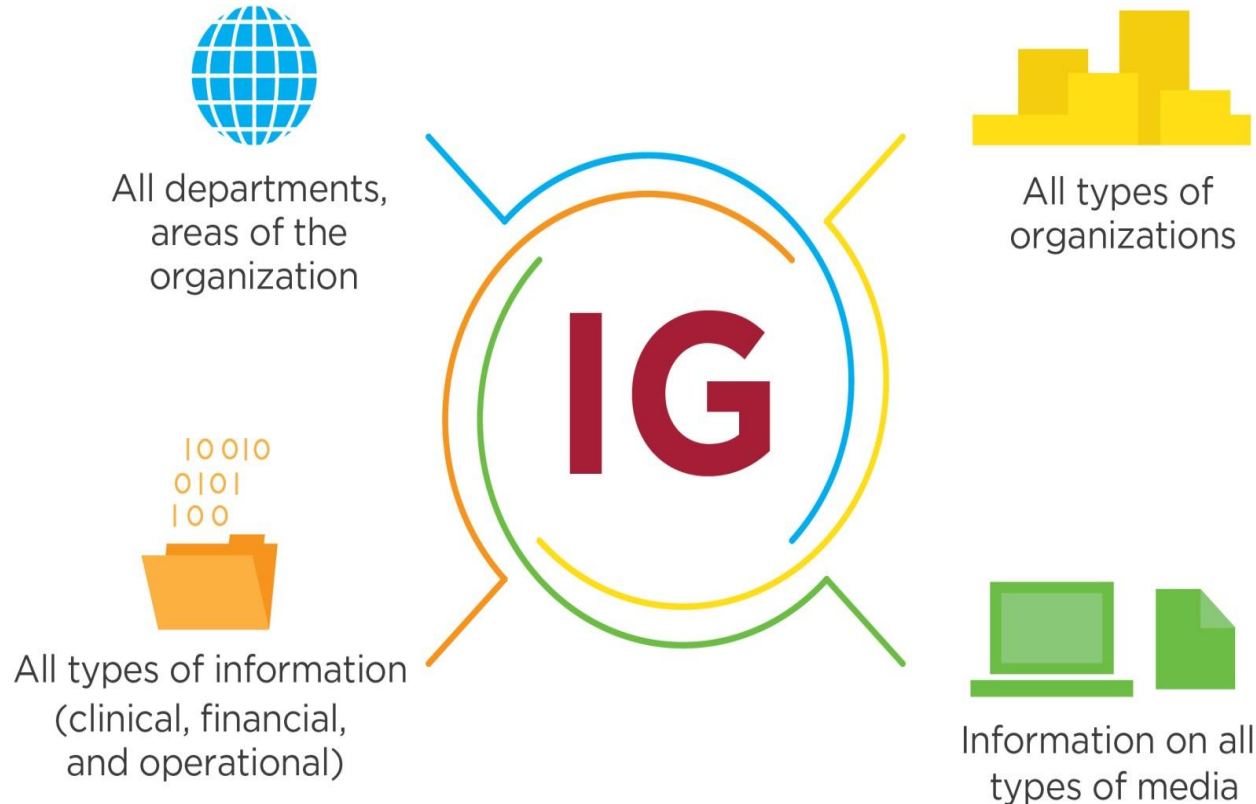 All departments,
areas of the
organization
All types of
organizations
IG
10010
0101
100
All types of information
(clinical, financial,
and operational)
Information on all
types of media